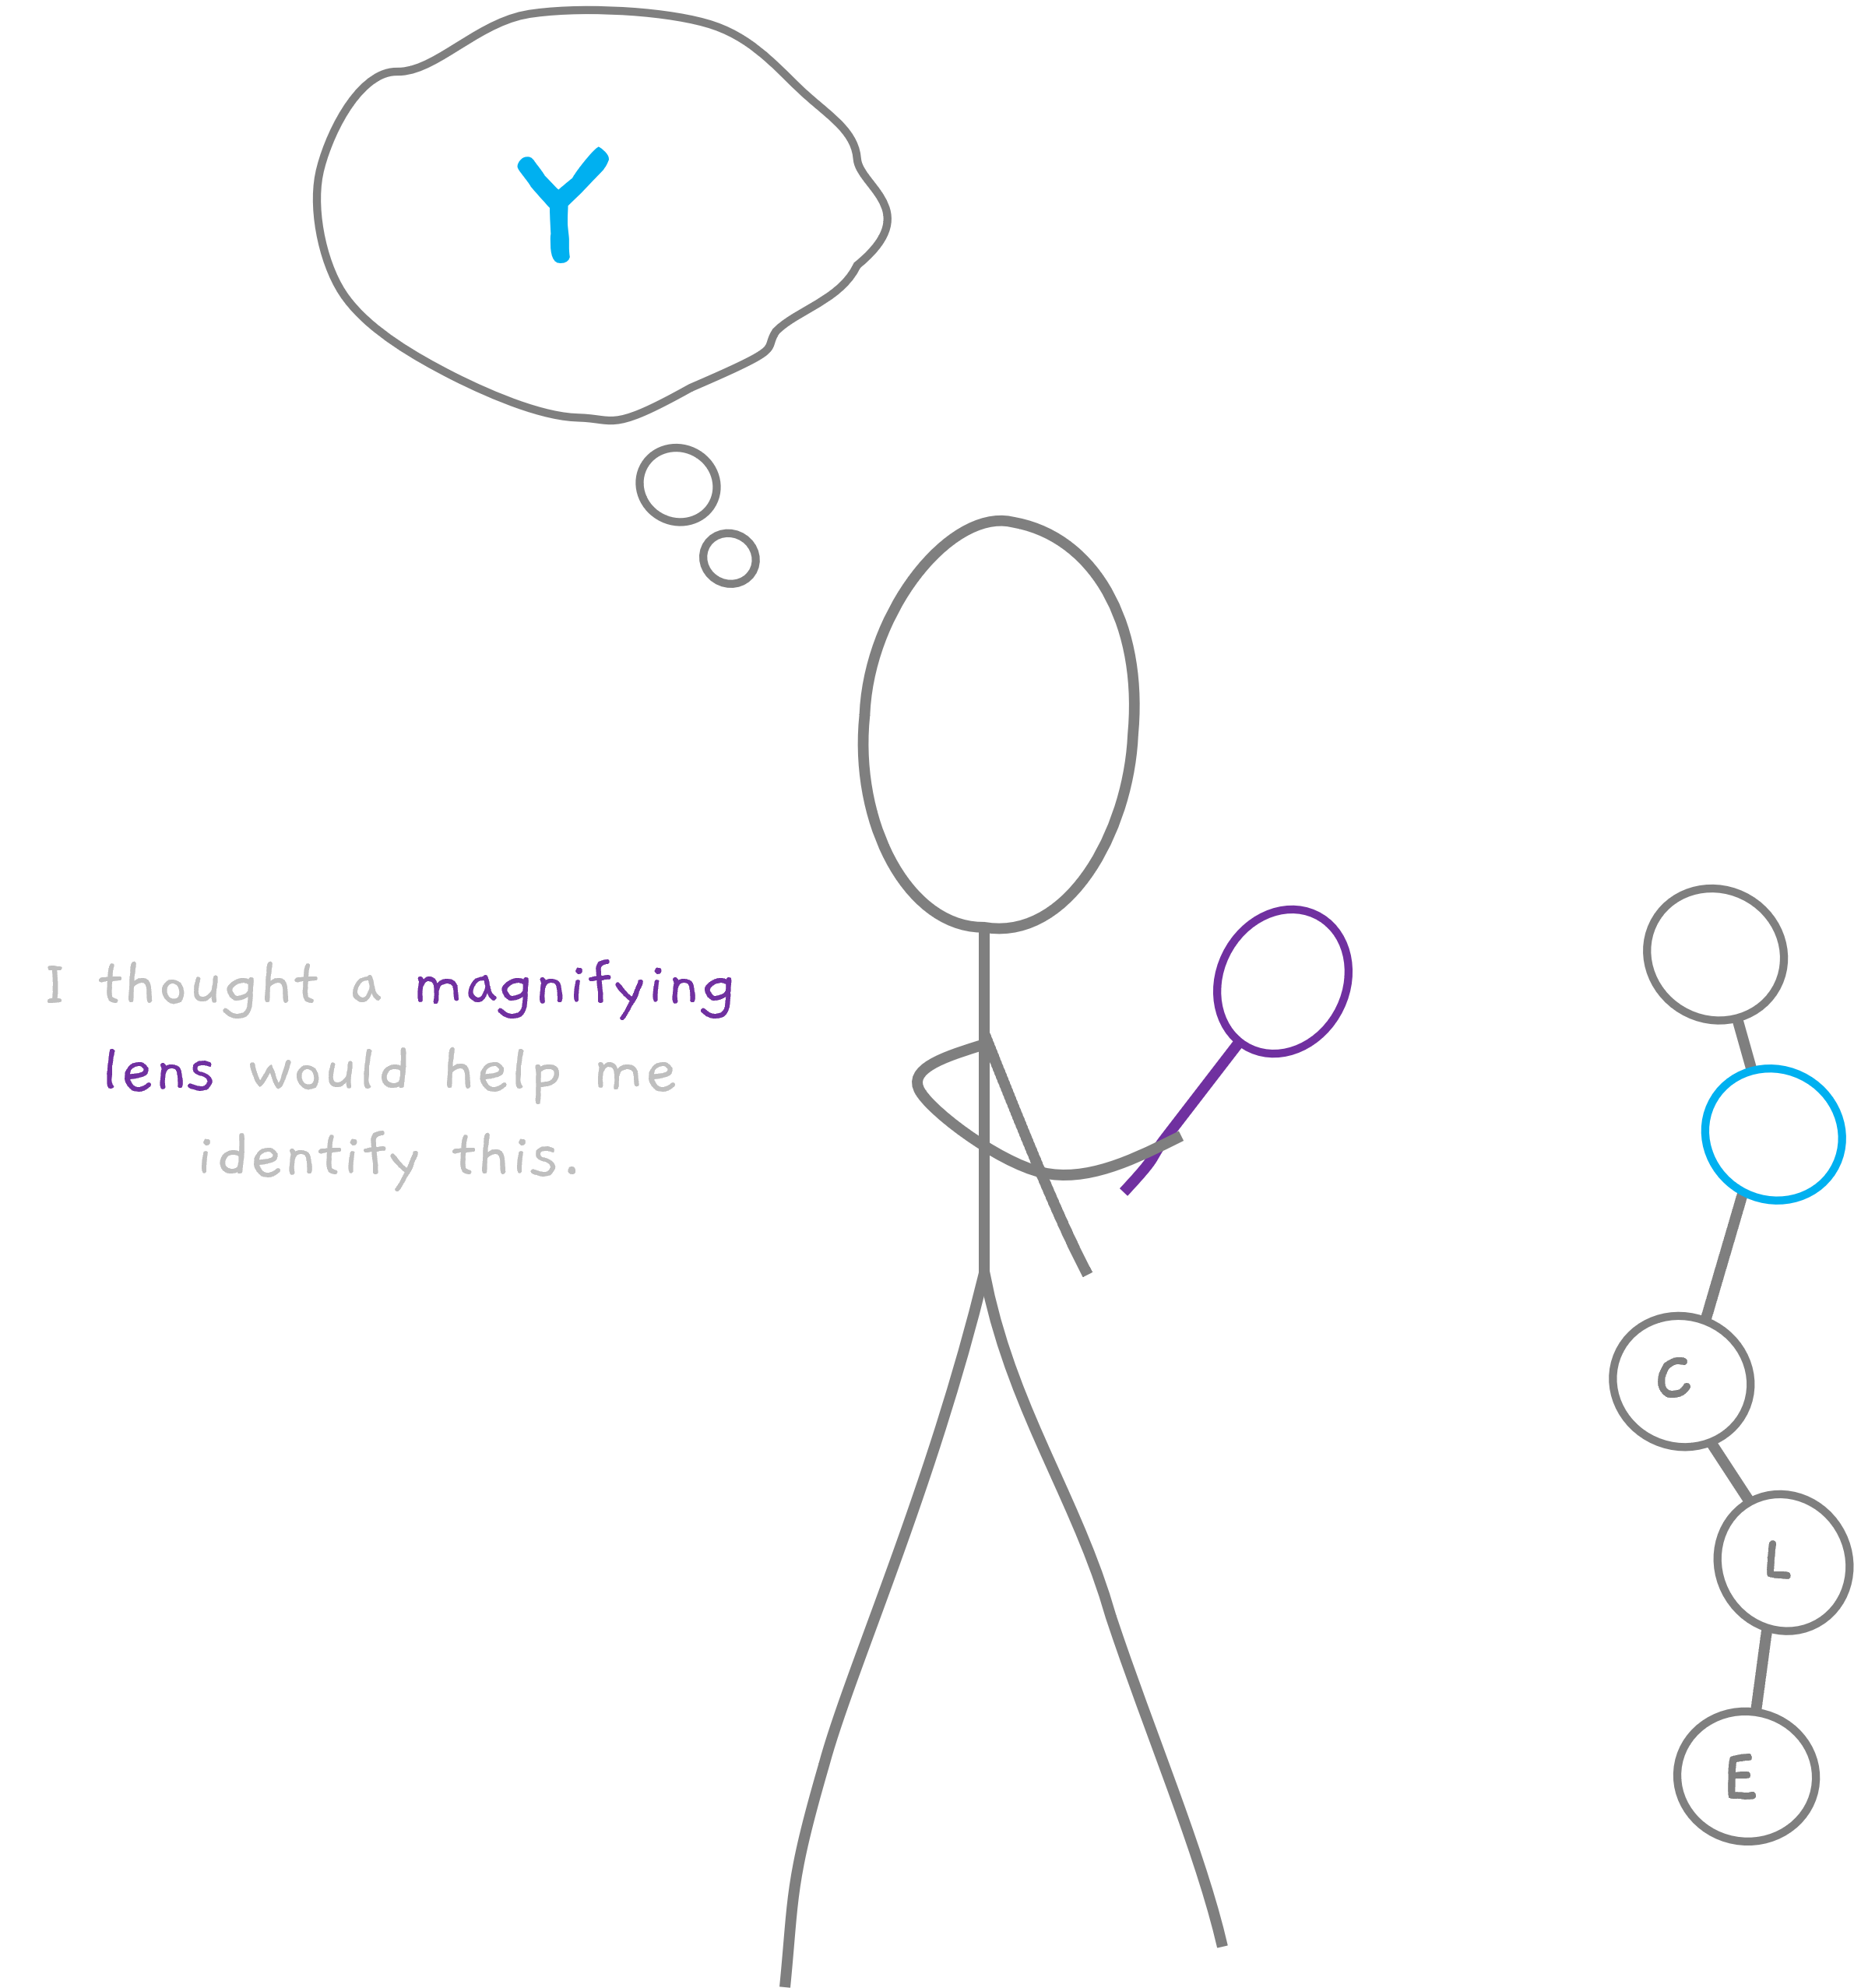 Y
I thought a magnifying
lens would help me
identify this.
C
L
E